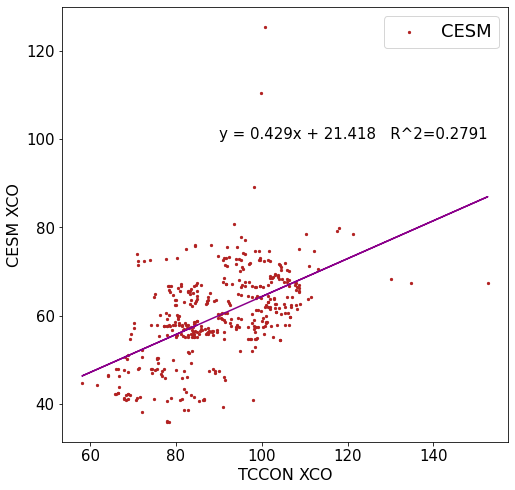 CESM
y = 0.429x + 21.418 R^2=0.2791
CESM XCO
120
100
80
60
40
60 80 100 120 140
TCCON XCO